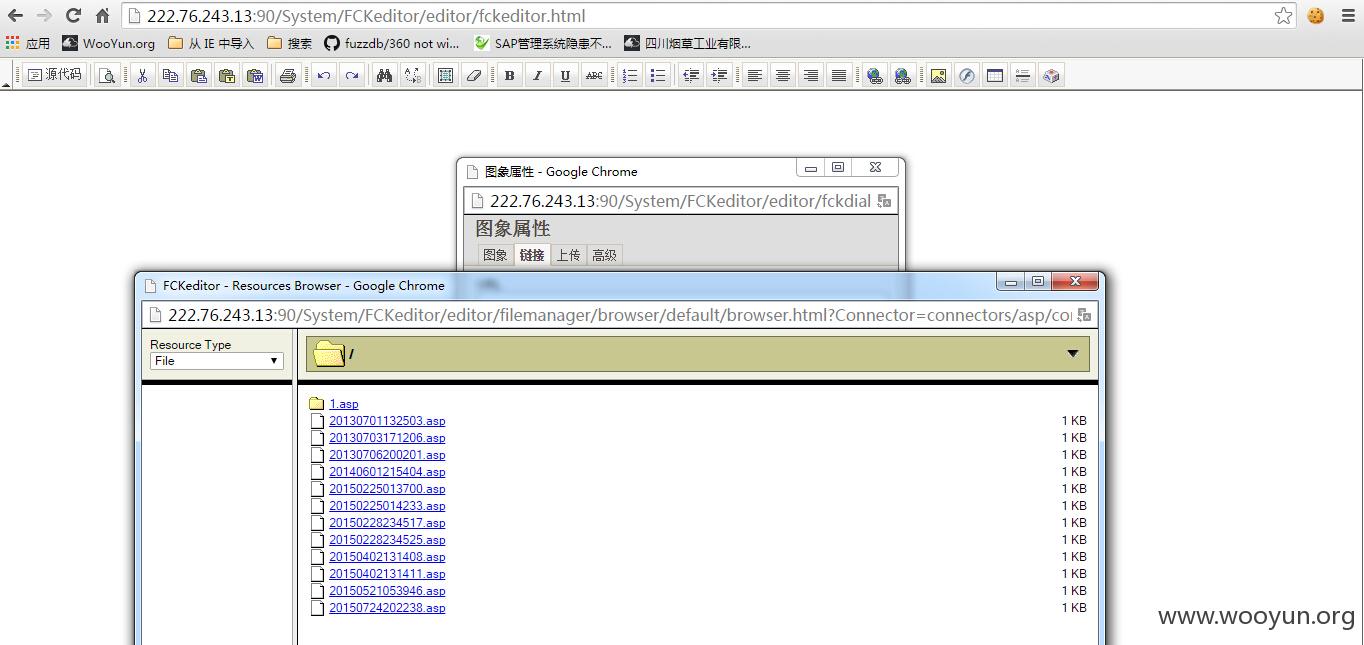 222.76.243.13:90/System/FCKeditor/editor/fckeditor.html
应用 WooYun.org 从 IE 中导入 搜索 fuzzdb/360 not wi... SAP管理系统隐患不... 四川烟草工业有限...
源代码 B I U ABC
图象属性 - Google Chrome
222.76.243.13:90/System/FCKeditor/editor/fckdial
图象属性
图象 链接 上传 高级
FCKeditor - Resources Browser - Google Chrome
222.76.243.13:90/System/FCKeditor/editor/filemanager/browser/default/browser.html?Connector=connectors/asp/co
Resource Type
File
/
1.asp
20130701132503.asp 1 KB
20130703171206.asp 1 KB
20130706200201.asp 1 KB
20140601215404.asp 1 KB
20150225013700.asp 1 KB
20150225014233.asp 1 KB
20150228234517.asp 1 KB
20150228234525.asp 1 KB
20150402131408.asp 1 KB
20150402131411.asp 1 KB
20150521053946.asp 1 KB
20150724202238.asp 1 KB
www.wooyun.org